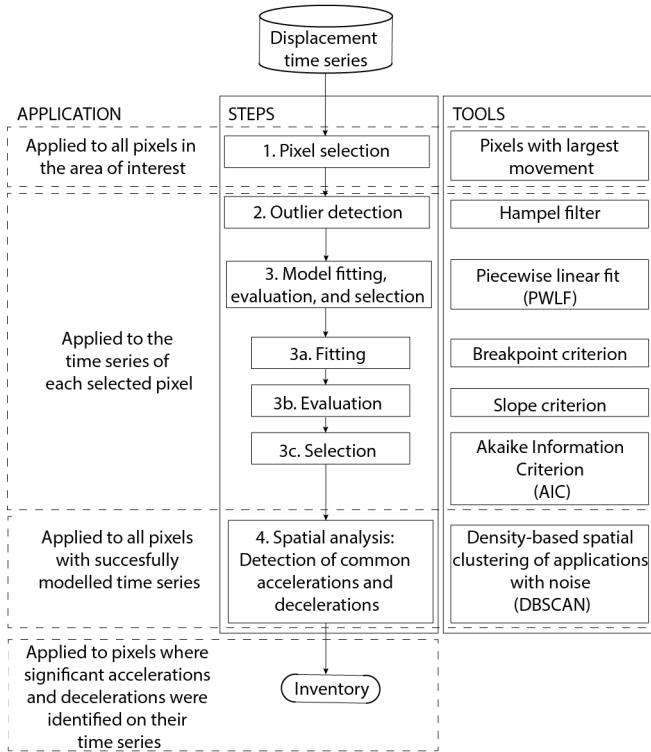 Displacement
time series
APPLICATION
STEPS
TOOLS
Applied to all pixels in
the area of interest
1. Pixel selection
Pixels with largest
movement
2. Outlier detection
Hampel filter
3. Model fitting,
evaluation, and selection
Piecewise linear fit
(PWLF)
Applied to the
time series of
each selected pixel
3a. Fitting
Breakpoint criterion
3b. Evaluation
Slope criterion
3c. Selection
Akaike Information
Criterion
(AIC)
Applied to all pixels
with succesfully
modelled time series
4. Spatial analysis:
Detection of common
accelerations and
decelerations
Density-based spatial
clustering of applications
with noise
(DBSCAN)
Applied to pixels where
significant accelerations
and decelerations were
identified on their
time series
Inventory